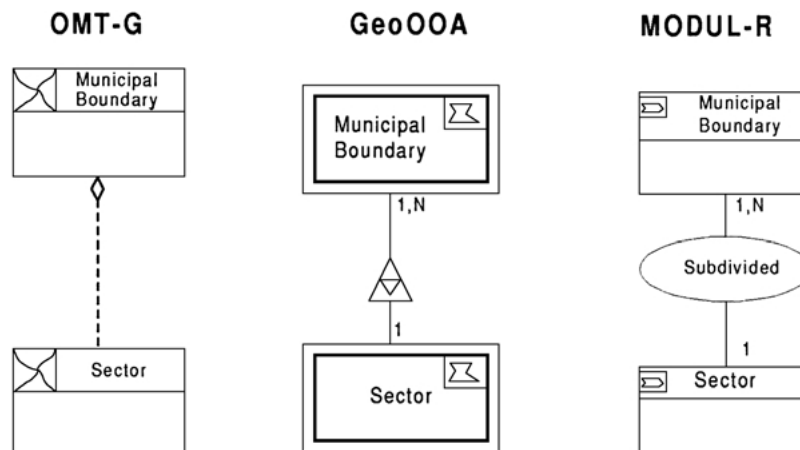 OMT-G
GeoOOA
MODUL-R
Municipal
Boundary
Municipal
Boundary
Municipal
Boundary
1,N
1,N
Subdivided
1
1
Sector
Sector
Sector